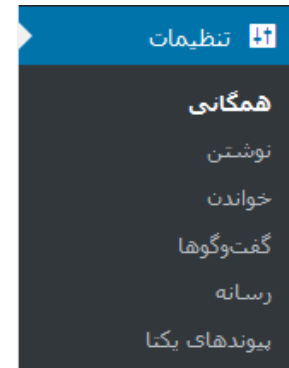 تنظیمات
همگانی
نوشتن
خواندن
گفت‌وگوها
رسانه
پیوندهای یکتا